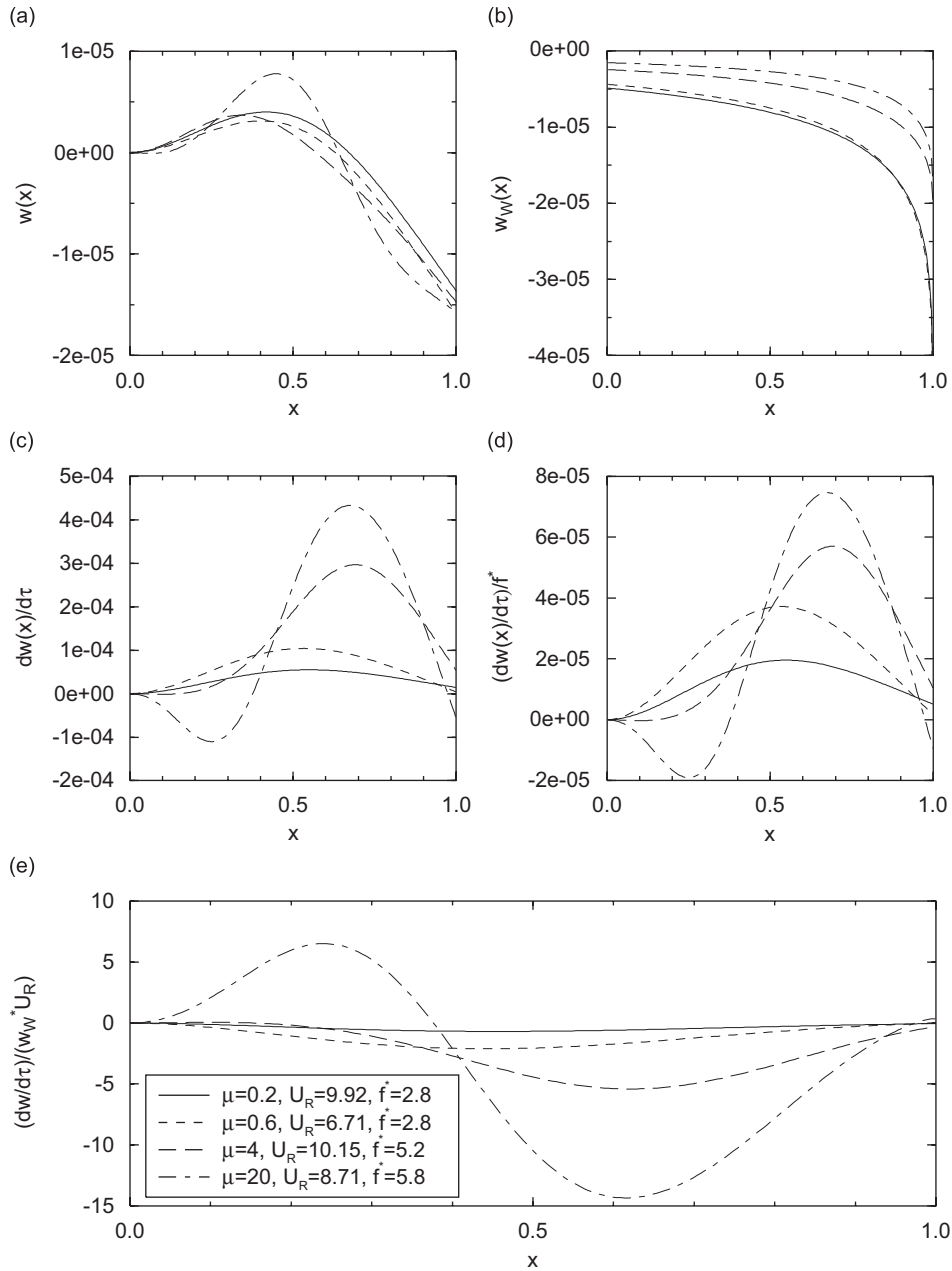 (a)
1e-05
0e+00
-1e-05
-2e-05
w(x)
0.0 0.5 1.0
x
(b)
0e+00
-1e-05
-2e-05
-3e-05
-4e-05
w_W(x)
0.0 0.5 1.0
x
(c)
5e-04
4e-04
3e-04
2e-04
1e-04
0e+00
-1e-04
-2e-04
dw(x)/dτ
0.0 0.5 1.0
x
(d)
8e-05
6e-05
4e-05
2e-05
0e+00
-2e-05
(dw(x)/dτ)/f*
0.0 0.5 1.0
x
(e)
10
5
0
-5
-10
-15
(dw/dτ)/(w_W*U_R)
μ=0.2, U_R=9.92, f*=2.8
μ=0.6, U_R=6.71, f*=2.8
μ=4, U_R=10.15, f*=5.2
μ=20, U_R=8.71, f*=5.8
0.0 0.5 1.0
x